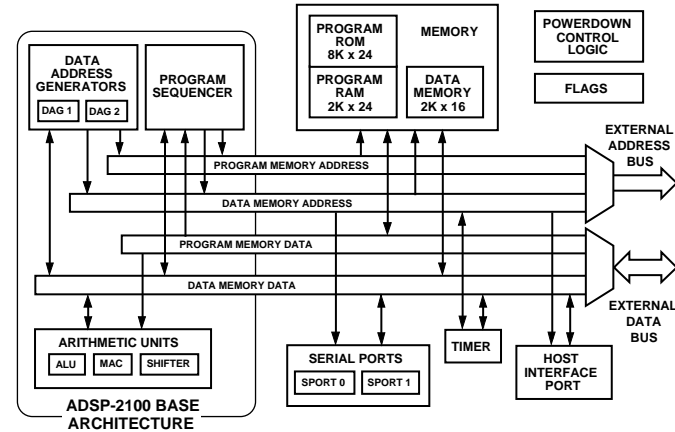 DATA
ADDRESS
GENERATORS
DAG 1
DAG 2
PROGRAM
SEQUENCER
PROGRAM
ROM
8K x 24
MEMORY
PROGRAM
RAM
2K x 24
DATA
MEMORY
2K x 16
POWERDOWN
CONTROL
LOGIC
FLAGS
EXTERNAL
ADDRESS
BUS
PROGRAM MEMORY ADDRESS
DATA MEMORY ADDRESS
PROGRAM MEMORY DATA
DATA MEMORY DATA
EXTERNAL
DATA
BUS
ARITHMETIC UNITS
ALU
MAC
SHIFTER
SERIAL PORTS
SPORT 0
SPORT 1
TIMER
HOST
INTERFACE
PORT
ADSP-2100 BASE
ARCHITECTURE